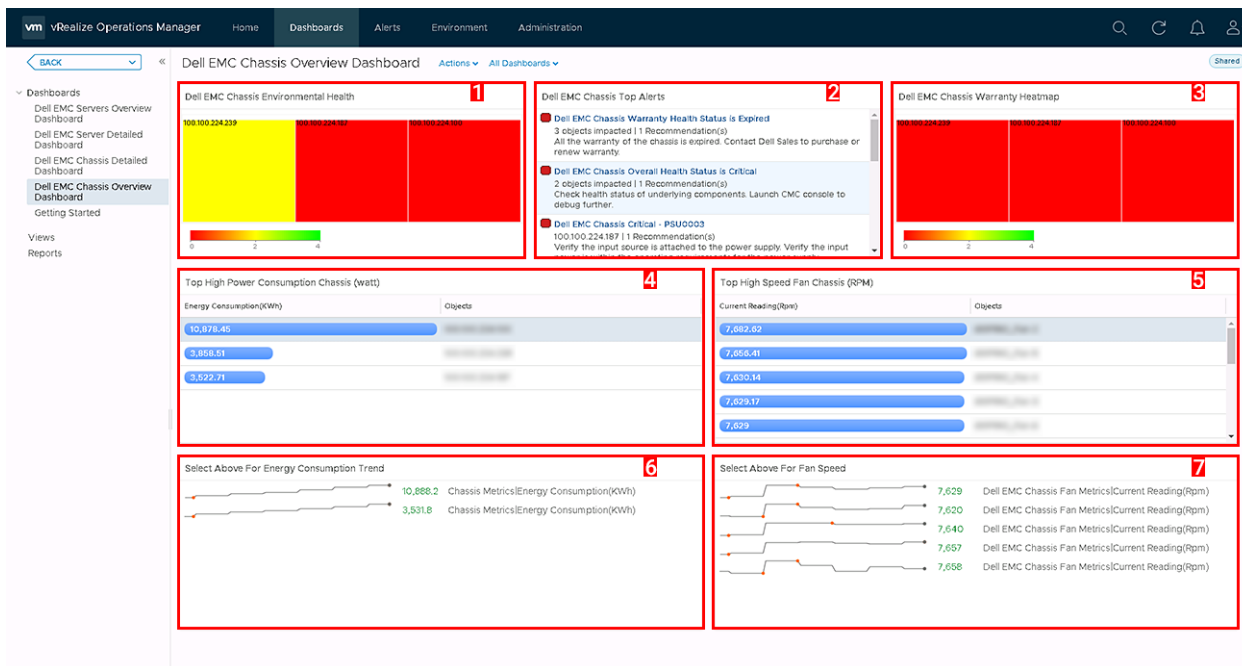 vm vRealize Operations Manager Home Dashboards Alerts Environment Administration
BACK
Dell EMC Chassis Overview Dashboard Actions All Dashboards Shared
Dashboards
Dell EMC Servers Overview
Dashboard
Dell EMC Server Detailed
Dashboard
Dell EMC Chassis Detailed
Dashboard
Dell EMC Chassis Overview
Dashboard
Getting Started
Views
Reports
Dell EMC Chassis Environmental Health 1
100.100.224.239 100.100.224.187 100.100.224.190
0 2 4
Dell EMC Chassis Top Alerts 2
Dell EMC Chassis Warranty Health Status is Expired
3 objects impacted | 1 Recommendation(s)
All the warranty of the chassis is expired. Contact Dell Sales to purchase or
renew warranty.
Dell EMC Chassis Overall Health Status is Critical
2 objects impacted | 1 Recommendation(s)
Check health status of underlying components. Launch CMC console to
debug further.
Dell EMC Chassis Critical - PSU0003
100.100.224.187 | 1 Recommendation(s)
Verify the input source is attached to the power supply. Verify the input
Dell EMC Chassis Warranty Heatmap 3
100.100.224.239 100.100.224.187 100.100.224.190
0 2 4
Top High Power Consumption Chassis (watt) 4
Energy Consumption(KWh) Objects
10,878.45
3,858.51
3,522.71
Top High Speed Fan Chassis (RPM) 5
Current Reading(Rpm) Objects
7,682.62
7,656.41
7,630.14
7,629.17
7,629
Select Above For Energy Consumption Trend 6
10,888.2 Chassis Metrics|Energy Consumption(KWh)
3,531.8 Chassis Metrics|Energy Consumption(KWh)
Select Above For Fan Speed 7
7,629 Dell EMC Chassis Fan Metrics|Current Reading(Rpm)
7,620 Dell EMC Chassis Fan Metrics|Current Reading(Rpm)
7,640 Dell EMC Chassis Fan Metrics|Current Reading(Rpm)
7,657 Dell EMC Chassis Fan Metrics|Current Reading(Rpm)
7,658 Dell EMC Chassis Fan Metrics|Current Reading(Rpm)